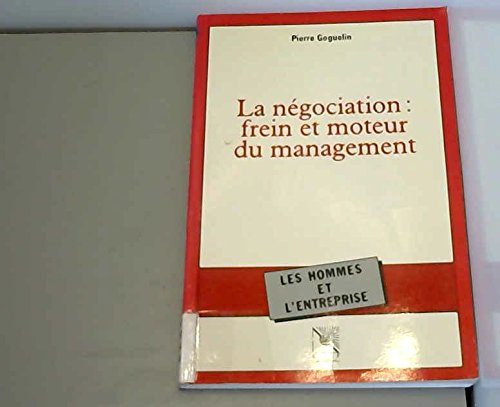 Pierre Goguelin
La négociation :
frein et moteur
du management
LES HOMMES
ET
L'ENTREPRISE